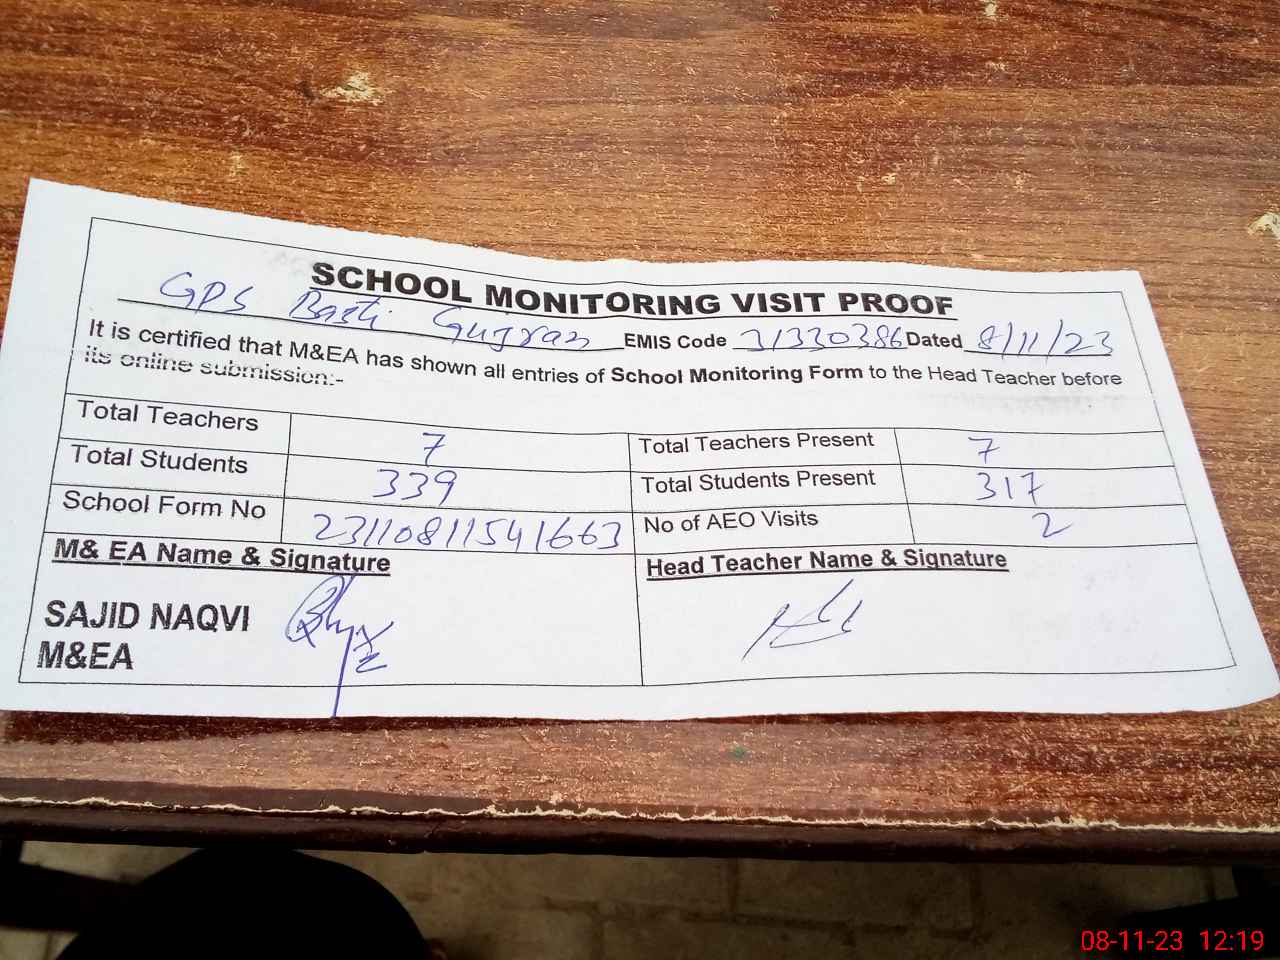 SCHOOL MONITORING VISIT PROOF
GPS Basti Gujran EMIS Code 31330386 Dated 8/11/23
It is certified that M&EA has shown all entries of School Monitoring Form to the Head Teacher before
its online submission:-
Total Teachers 7 Total Teachers Present 7
Total Students 339 Total Students Present 317
School Form No 23110811541663 No of AEO Visits 2
M& EA Name & Signature Head Teacher Name & Signature
SAJID NAQVI
M&EA
08-11-23 12:19